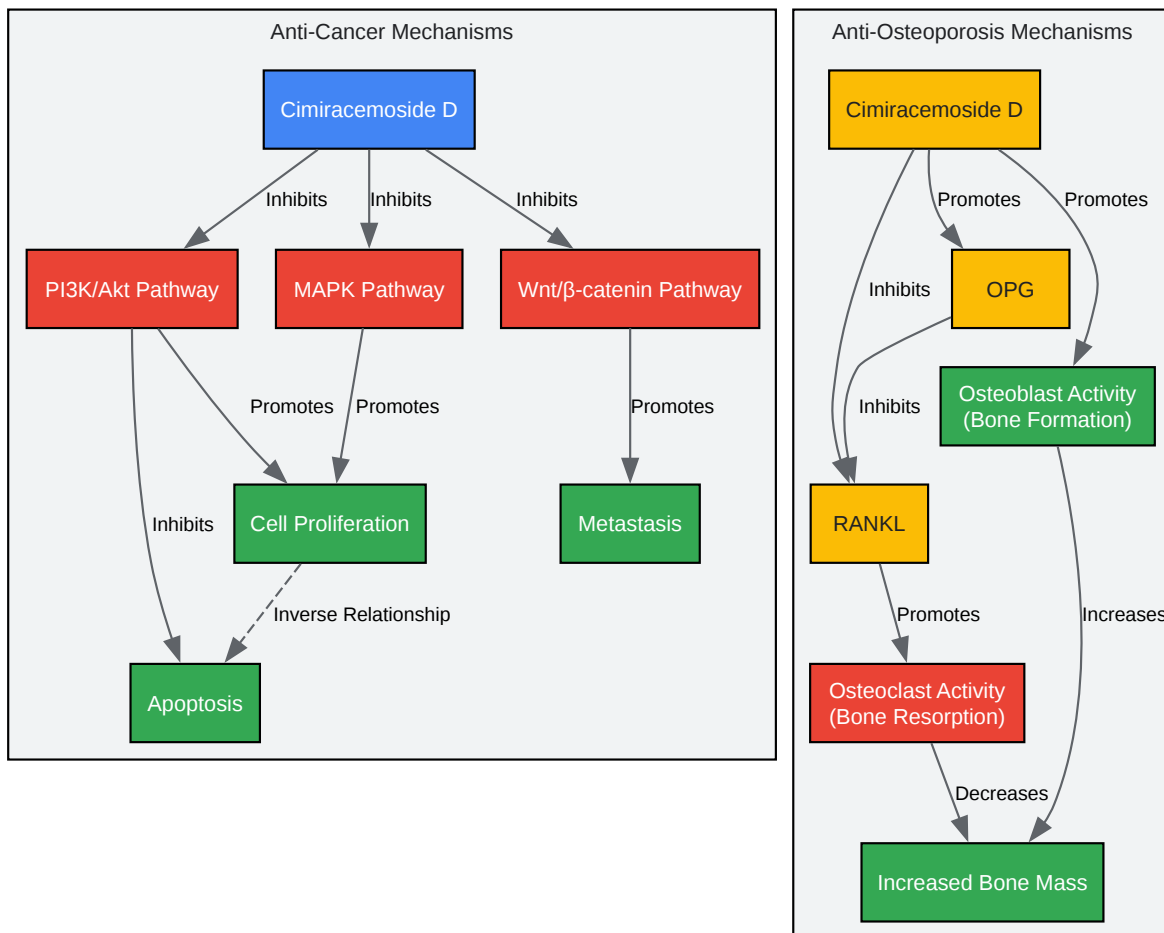 Anti-Cancer Mechanisms
Cimiracemoside D
Inhibits
Inhibits
Inhibits
PI3K/Akt Pathway
MAPK Pathway
Wnt/β-catenin Pathway
Promotes
Promotes
Promotes
Inhibits
Cell Proliferation
Metastasis
Inverse Relationship
Apoptosis
Anti-Osteoporosis Mechanisms
Cimiracemoside D
Promotes
Promotes
Inhibits
OPG
Inhibits
Osteoblast Activity
(Bone Formation)
RANKL
Promotes
Increases
Osteoclast Activity
(Bone Resorption)
Decreases
Increased Bone Mass